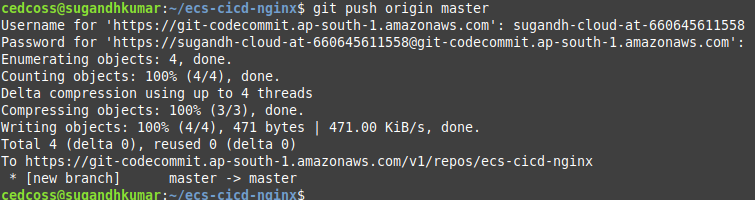 cedcoss@sugandhkumar:~/ecs-cicd-nginx$ git push origin master
Username for 'https://git-codecommit.ap-south-1.amazonaws.com': sugandh-cloud-at-660645611558
Password for 'https://sugandh-cloud-at-660645611558@git-codecommit.ap-south-1.amazonaws.com':
Enumerating objects: 4, done.
Counting objects: 100% (4/4), done.
Delta compression using up to 4 threads
Compressing objects: 100% (3/3), done.
Writing objects: 100% (4/4), 471 bytes | 471.00 KiB/s, done.
Total 4 (delta 0), reused 0 (delta 0)
To https://git-codecommit.ap-south-1.amazonaws.com/v1/repos/ecs-cicd-nginx
 * [new branch]      master -> master
cedcoss@sugandhkumar:~/ecs-cicd-nginx$